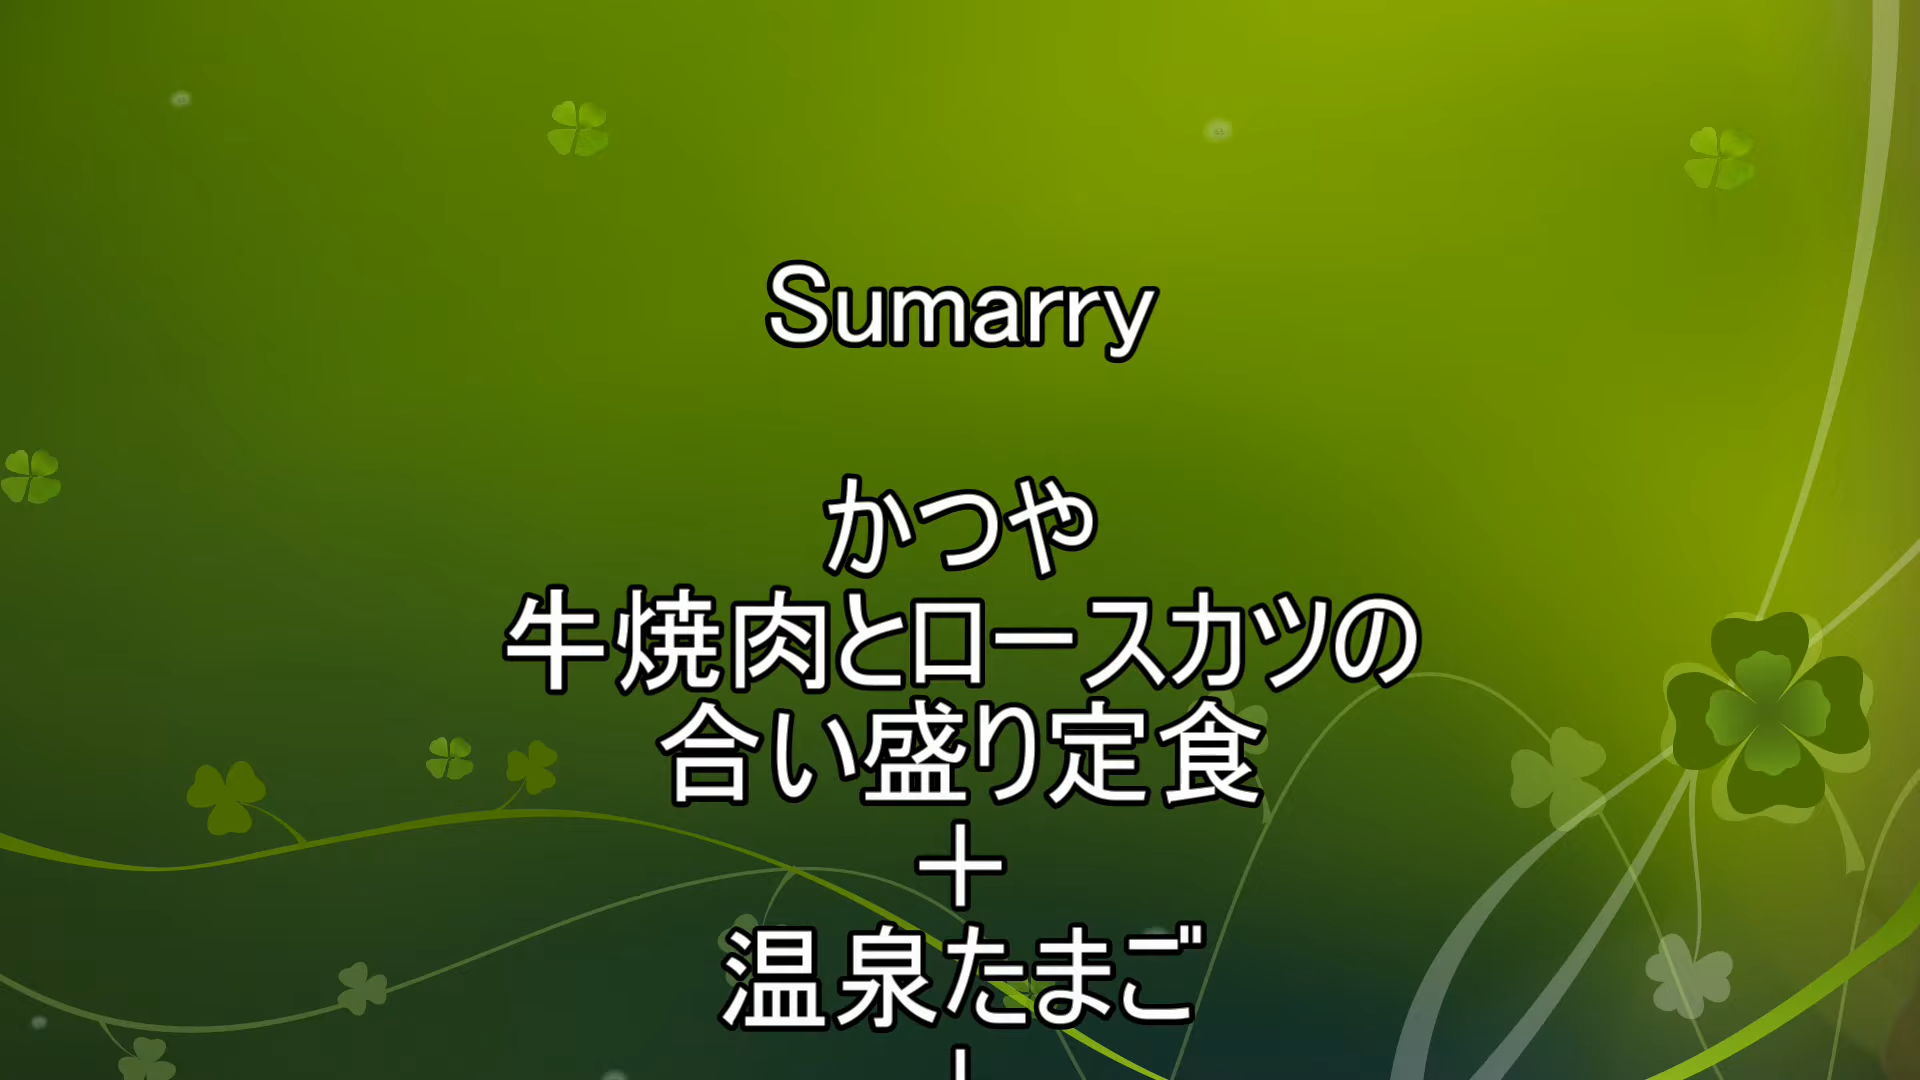 Sumarry
かつや
牛焼肉とロースカツの
合い盛り定食
＋
温泉たまご